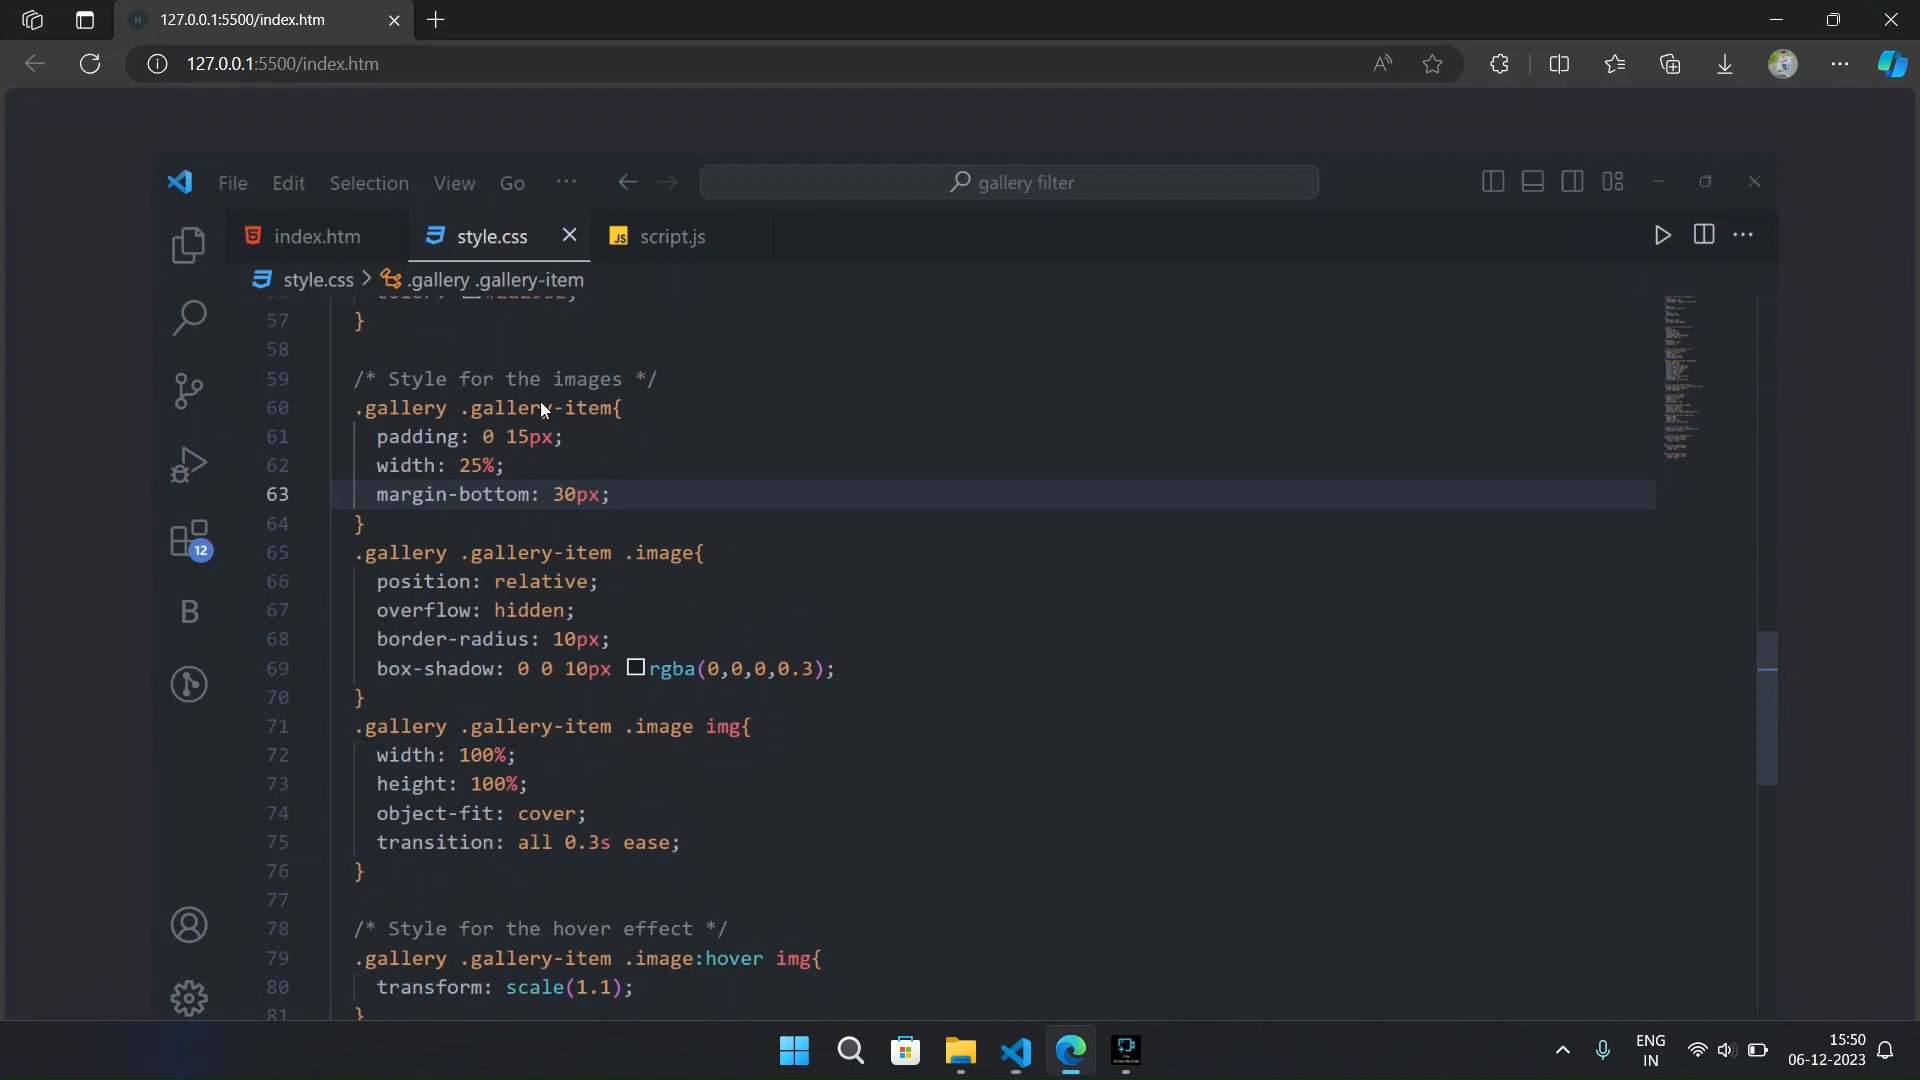 127.0.0.1:5500/index.htm
127.0.0.1:5500/index.htm
File Edit Selection View Go ··· gallery filter
index.htm style.css JS script.js
style.css > .gallery .gallery-item
57 }
58
59 /* Style for the images */
60 .gallery .gallery-item{
61 padding: 0 15px;
62 width: 25%;
63 margin-bottom: 30px;
64 }
65 .gallery .gallery-item .image{
66 position: relative;
67 overflow: hidden;
68 border-radius: 10px;
69 box-shadow: 0 0 10px rgba(0,0,0,0.3);
70 }
71 .gallery .gallery-item .image img{
72 width: 100%;
73 height: 100%;
74 object-fit: cover;
75 transition: all 0.3s ease;
76 }
77
78 /* Style for the hover effect */
79 .gallery .gallery-item .image:hover img{
80 transform: scale(1.1);
81 }
12
B
ENG
IN
15:50
06-12-2023